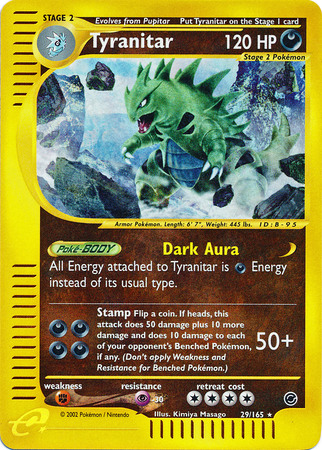 STAGE 2 Evolves from Pupitar Put Tyranitar on the Stage 1 card
Tyranitar 120 HP
Stage 2 Pokémon
Armor Pokémon. Length: 6' 7", Weight: 445 lbs. ID:B-95
Poké-BODY Dark Aura
All Energy attached to Tyranitar is Energy
instead of its usual type.
Stamp Flip a coin. If heads, this
attack does 50 damage plus 10 more
damage and does 10 damage to each
of your opponent's Benched Pokémon,
if any. (Don't apply Weakness and
Resistance for Benched Pokémon.)
50+
weakness resistance retreat cost
-30
e © 2002 Pokémon / Nintendo Illus. Kimiya Masago 29/165 ★